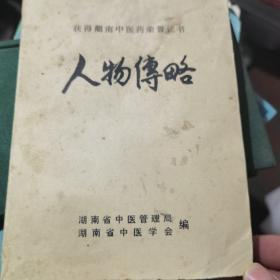 获得湖南中医药荣誉证书
人物傳略
湖南省中医管理局
湖南省中医学会 编